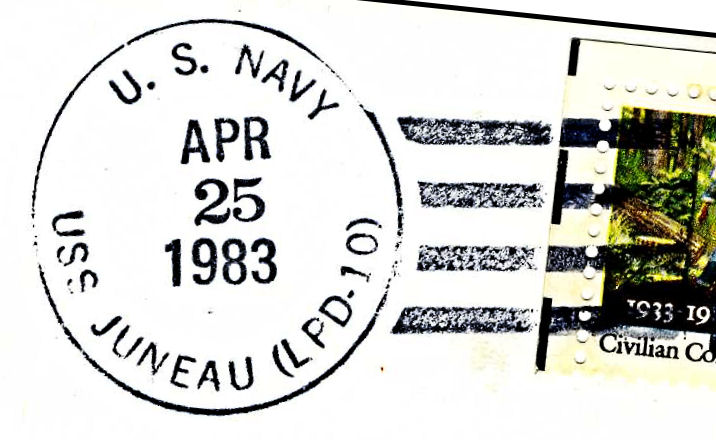 U. S. NAVY
APR
25
1983
USS JUNEAU (LPD-10)
1933-19
Civilian Co